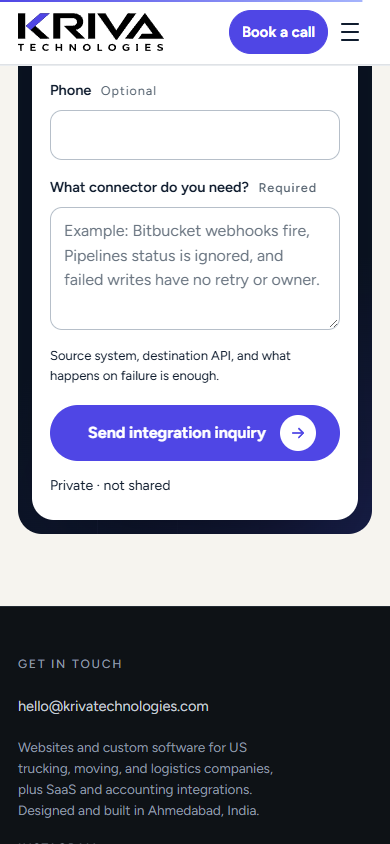 KRIVA
TECHNOLOGIES
Book a call
Phone Optional
What connector do you need? Required
Example: Bitbucket webhooks fire,
Pipelines status is ignored, and
failed writes have no retry or owner.
Source system, destination API, and what
happens on failure is enough.
Send integration inquiry
Private · not shared
GET IN TOUCH
hello@krivatechnologies.com
Websites and custom software for US
trucking, moving, and logistics companies,
plus SaaS and accounting integrations.
Designed and built in Ahmedabad, India.